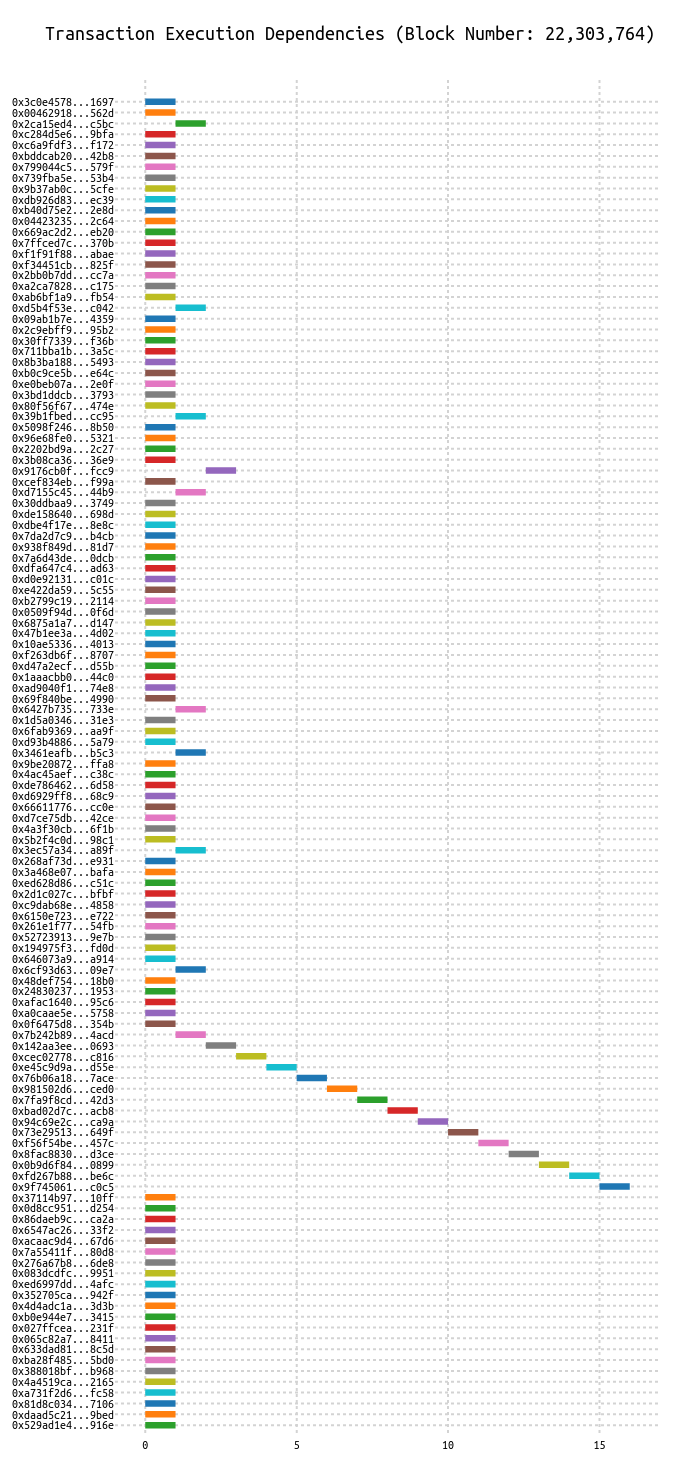 Transaction Execution Dependencies (Block Number: 22,303,764)
0x3c0e4578...1697
0x00462918...562d
0x2ca15ed4...c5bc
0xc284d5e6...9bfa
0xc6a9fdf3...f172
0xbddcab20...42b8
0x799044c5...579f
0x739fba5e...53b4
0x9b37ab0c...5cfe
0xdb926d83...ec39
0xb40d75e2...2e8d
0x04423235...2c64
0x669ac2d2...eb20
0x7ffced7c...370b
0xf1f91f88...abae
0xf34451cb...825f
0x2bb0b7dd...cc7a
0xa2ca7828...c175
0xab6bf1a9...fb54
0xd5b4f53e...c042
0x09ab1b7e...4359
0x2c9ebff9...95b2
0x30ff7339...f36b
0x711bba1b...3a5c
0x8b3ba188...5493
0xb0c9ce5b...e64c
0xe0beb07a...2e0f
0x3bd1ddcb...3793
0x80f56f67...474e
0x39b1fbed...cc95
0x5098f246...8b50
0x96e68fe0...5321
0x2202bd9a...2c27
0x3b08ca36...36e9
0x9176cb0f...fcc9
0xcef834eb...f99a
0xd7155c45...44b9
0x30ddbaa9...3749
0xde158640...698d
0xdbe4f17e...8e8c
0x7da2d7c9...b4cb
0x938f849d...81d7
0x7a6d43de...0dcb
0xdfa647c4...ad63
0xd0e92131...c01c
0xe422da59...5c55
0xb2799c19...2114
0x0509f94d...0f6d
0x6875a1a7...d147
0x47b1ee3a...4d02
0x10ae5336...4013
0xf263db6f...8707
0xd47a2ecf...d55b
0x1aaacbb0...44c0
0xad9040f1...74e8
0x69f840be...4990
0x6427b735...733e
0x1d5a0346...31e3
0x6fab9369...aa9f
0xd93b4886...5a79
0x3461eafb...b5c3
0x9be20872...ffa8
0x4ac45aef...c38c
0xde786462...6d58
0xd6929ff8...68c9
0x66611776...cc0e
0xd7ce75db...42ce
0x4a3f30cb...6f1b
0x5b2f4c0d...98c1
0x3ec57a34...a89f
0x268af73d...e931
0x3a468e07...bafa
0xed628d86...c51c
0x2d1c027c...bfbf
0xc9dab68e...4858
0x6150e723...e722
0x261e1f77...54fb
0x52723913...9e7b
0x194975f3...fd0d
0x646073a9...a914
0x6cf93d63...09e7
0x48def754...18b0
0x24830237...1953
0xafac1640...95c6
0xa0caae5e...5758
0x0f6475d8...354b
0x7b242b89...4acd
0x142aa3ee...0693
0xcec02778...c816
0xe45c9d9a...d55e
0x76b06a18...7ace
0x981502d6...ced0
0x7fa9f8cd...42d3
0xbad02d7c...acb8
0x94c69e2c...ca9a
0x73e29513...649f
0xf56f54be...457c
0x8fac8830...d3ce
0x0b9d6f84...0899
0xfd267b88...be6c
0x9f745061...c0c5
0x37114b97...10ff
0x0d8cc951...d254
0x86daeb9c...ca2a
0x6547ac26...33f2
0xacaac9d4...67d6
0x7a55411f...80d8
0x276a67b8...6de8
0x083dcdfc...9951
0xed6997dd...4afc
0x352705ca...942f
0x4d4adc1a...3d3b
0xb0e944e7...3415
0x027ffcea...231f
0x065c82a7...8411
0x633dad81...8c5d
0xba28f485...5bd0
0x388018bf...b968
0x4a4519ca...2165
0xa731f2d6...fc58
0x81d8c034...7106
0xdaad5c21...9bed
0x529ad1e4...916e
0 5 10 15